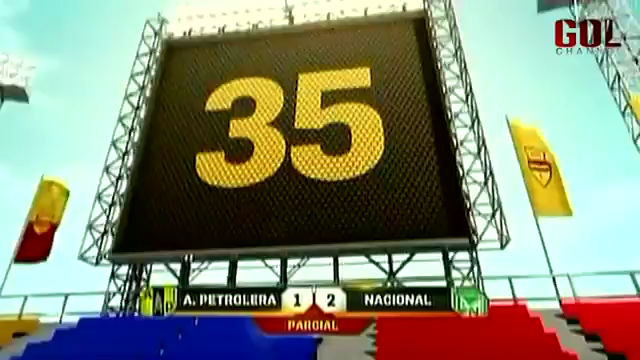 GOL
CHANNEL
35
A. PETROLERA 1 2 NACIONAL
PARCIAL